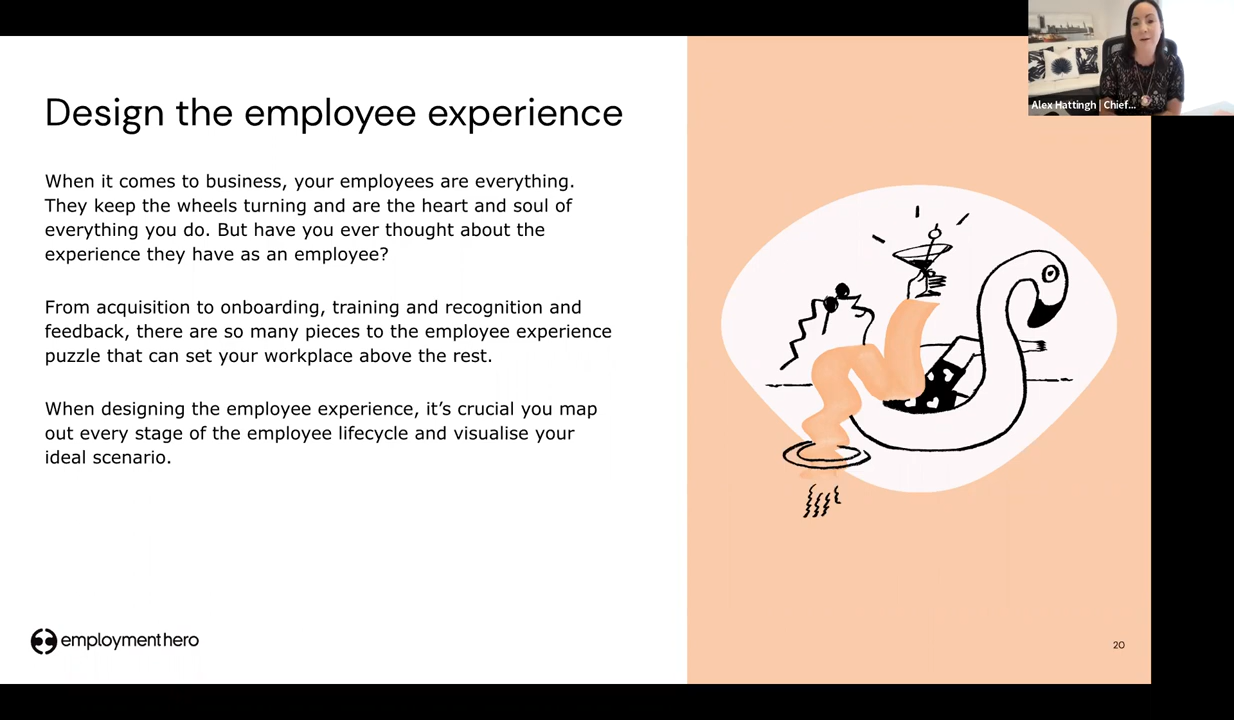 Design the employee experience
When it comes to business, your employees are everything.
They keep the wheels turning and are the heart and soul of
everything you do. But have you ever thought about the
experience they have as an employee?
From acquisition to onboarding, training and recognition and
feedback, there are so many pieces to the employee experience
puzzle that can set your workplace above the rest.
When designing the employee experience, it’s crucial you map
out every stage of the employee lifecycle and visualise your
ideal scenario.
employmenthero
20
Alex Hattingh | Chief...